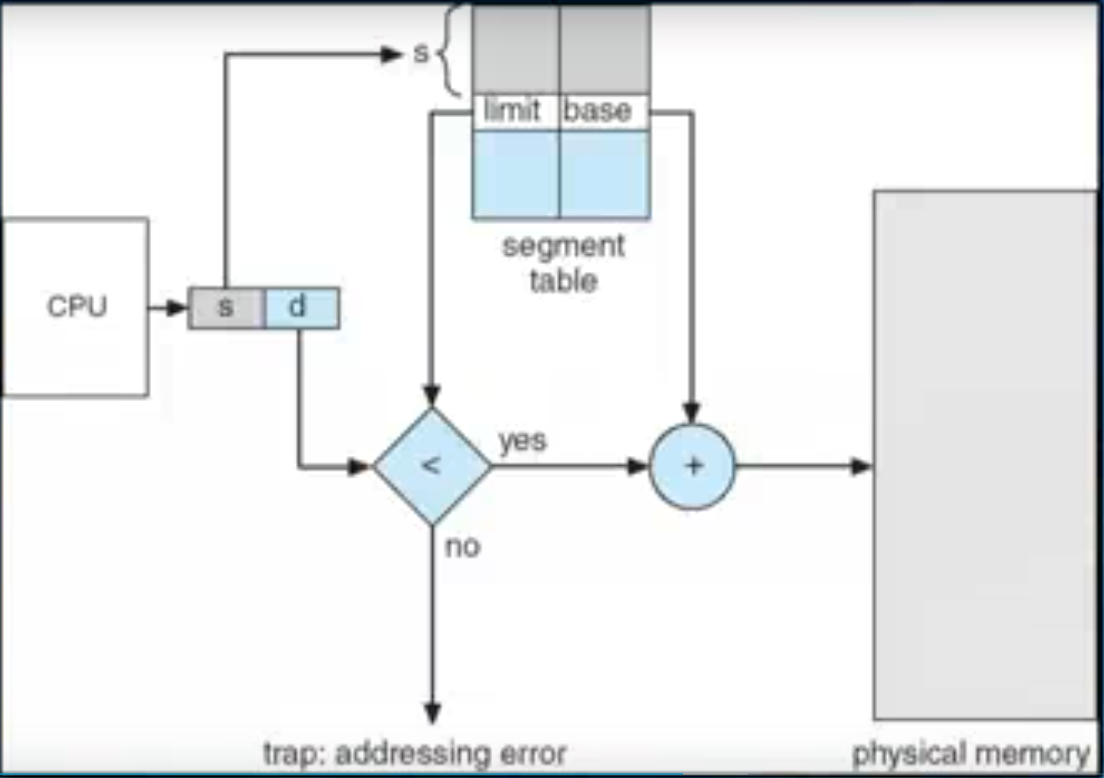 s {
limit base
segment
table
CPU
s d
yes
<
+
no
trap: addressing error
physical memory